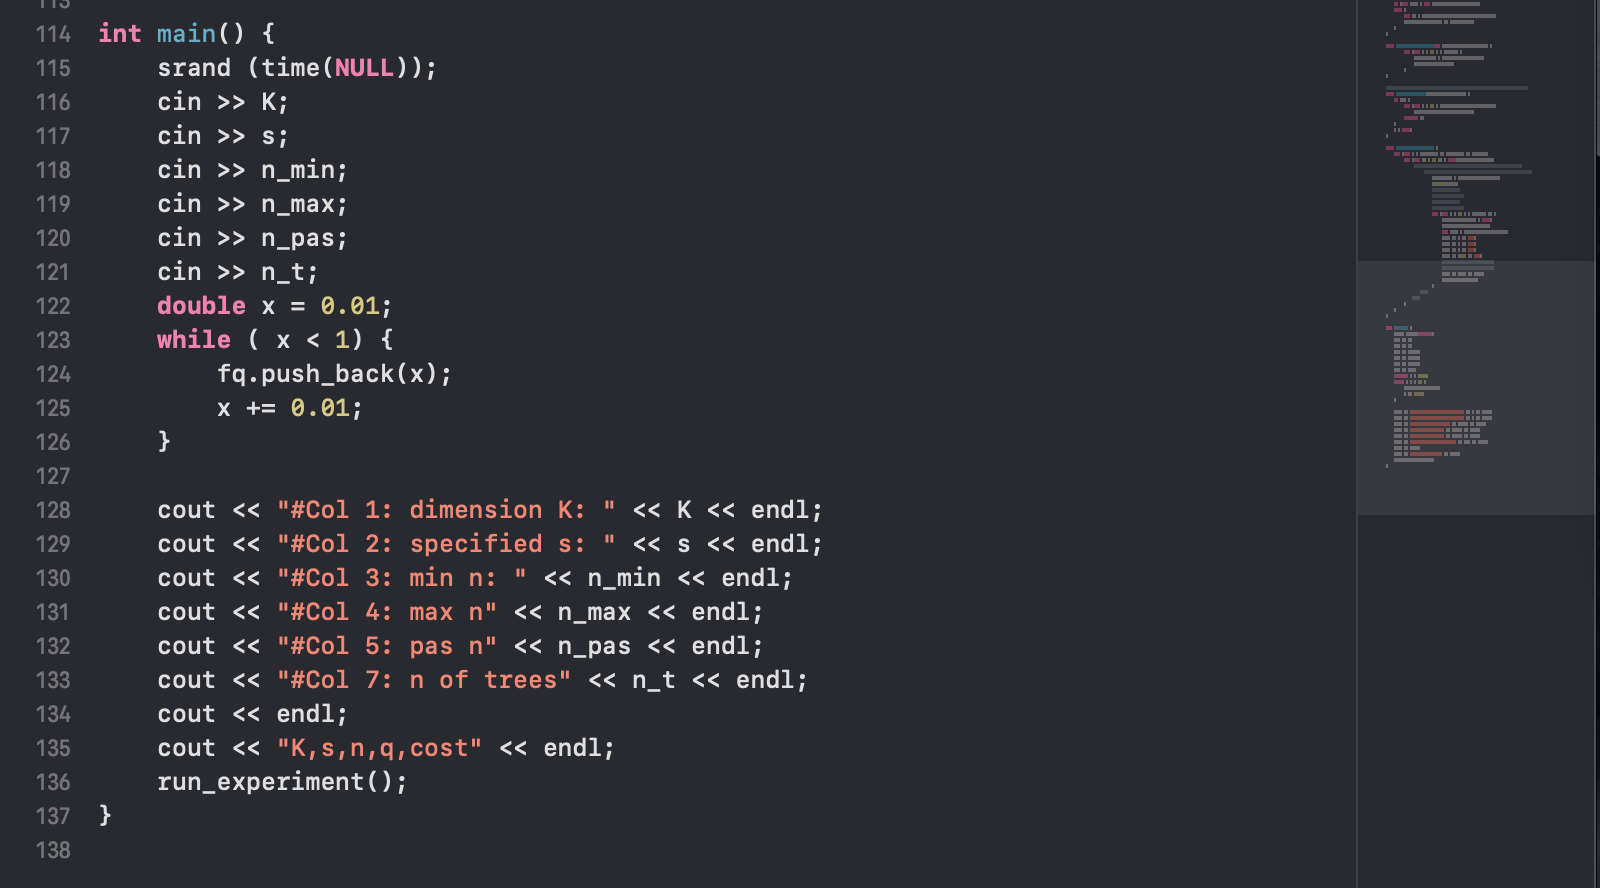 113
114 int main() {
115     srand (time(NULL));
116     cin >> K;
117     cin >> s;
118     cin >> n_min;
119     cin >> n_max;
120     cin >> n_pas;
121     cin >> n_t;
122     double x = 0.01;
123     while ( x < 1) {
124         fq.push_back(x);
125         x += 0.01;
126     }
127
128     cout << "#Col 1: dimension K: " << K << endl;
129     cout << "#Col 2: specified s: " << s << endl;
130     cout << "#Col 3: min n: " << n_min << endl;
131     cout << "#Col 4: max n" << n_max << endl;
132     cout << "#Col 5: pas n" << n_pas << endl;
133     cout << "#Col 7: n of trees" << n_t << endl;
134     cout << endl;
135     cout << "K,s,n,q,cost" << endl;
136     run_experiment();
137 }
138